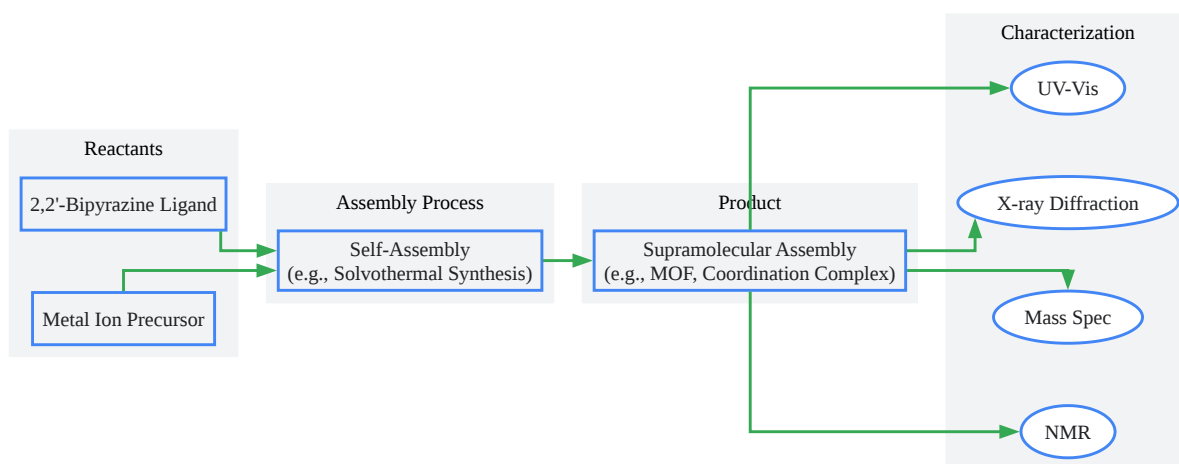 Reactants
2,2'-Bipyrazine Ligand
Metal Ion Precursor
Assembly Process
Self-Assembly
(e.g., Solvothermal Synthesis)
Product
Supramolecular Assembly
(e.g., MOF, Coordination Complex)
Characterization
UV-Vis
X-ray Diffraction
Mass Spec
NMR